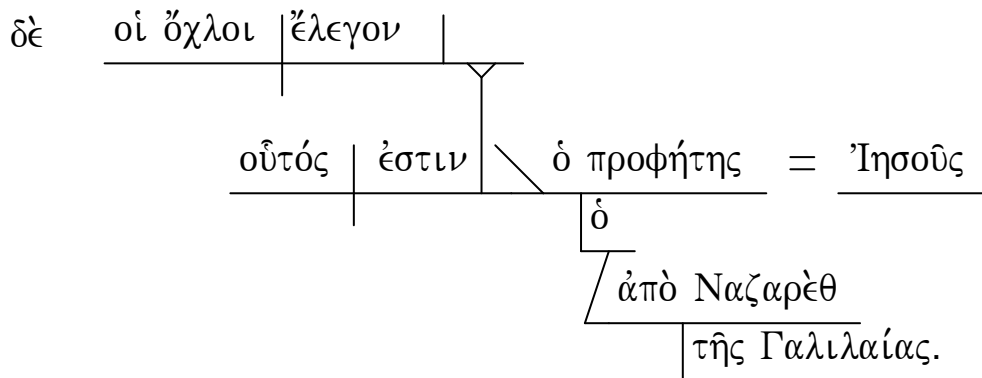 δὲ οἱ ὄχλοι ἔλεγον
οὗτός ἐστιν ὁ προφήτης = Ἰησοῦς
ὁ
ἀπὸ Ναζαρὲθ
τῆς Γαλιλαίας.